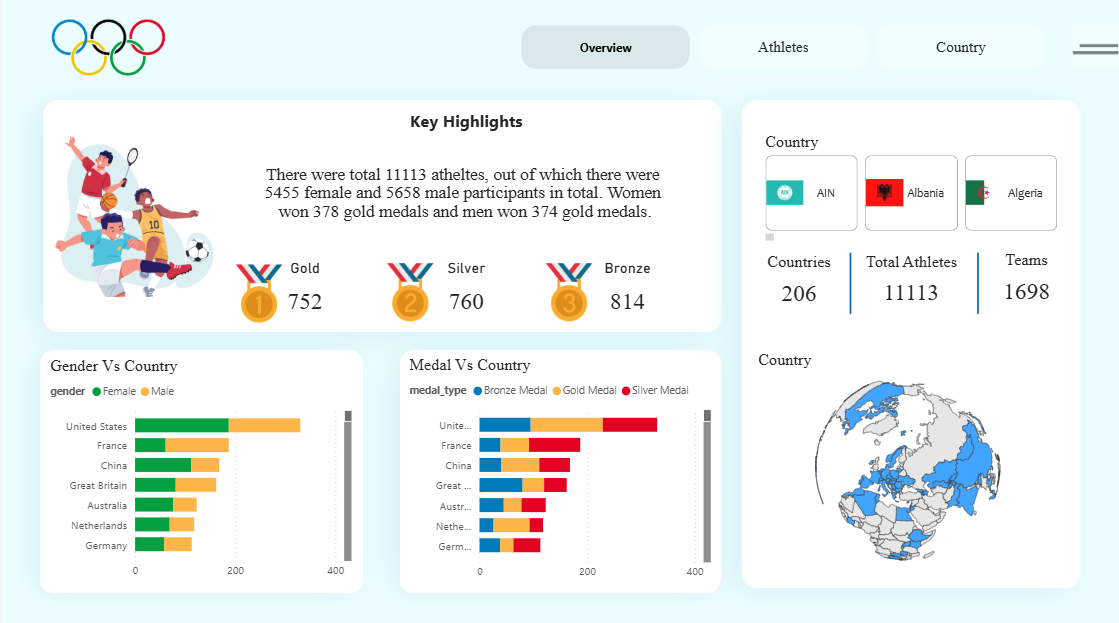 Overview
Athletes
Country
Key Highlights
There were total 11113 atheltes, out of which there were
5455 female and 5658 male participants in total. Women
won 378 gold medals and men won 374 gold medals.
10
1
Gold
752
2
Silver
760
3
Bronze
814
Country
AIN
AIN
Albania
Algeria
Countries
206
Total Athletes
11113
Teams
1698
Gender Vs Country
gender Female Male
United States
France
China
Great Britain
Australia
Netherlands
Germany
0 200 400
Medal Vs Country
medal_type Bronze Medal Gold Medal Silver Medal
Unite...
France
China
Great ...
Austr...
Nethe...
Germ...
0 200 400
Country